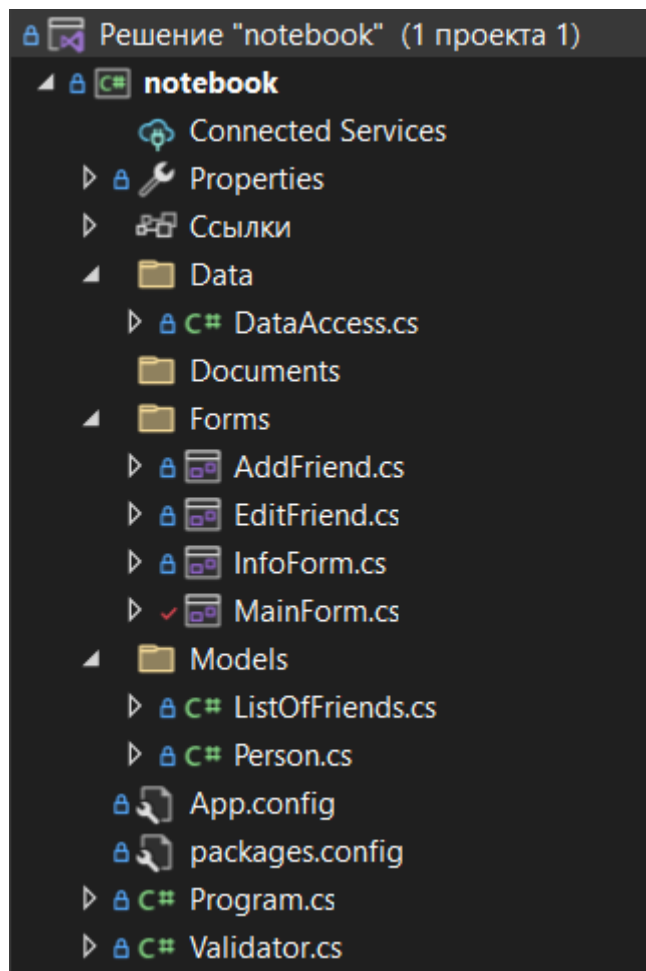 Решение "notebook" (1 проекта 1)
C# notebook
Connected Services
Properties
Ссылки
Data
C# DataAccess.cs
Documents
Forms
AddFriend.cs
EditFriend.cs
InfoForm.cs
MainForm.cs
Models
C# ListOfFriends.cs
C# Person.cs
App.config
packages.config
C# Program.cs
C# Validator.cs